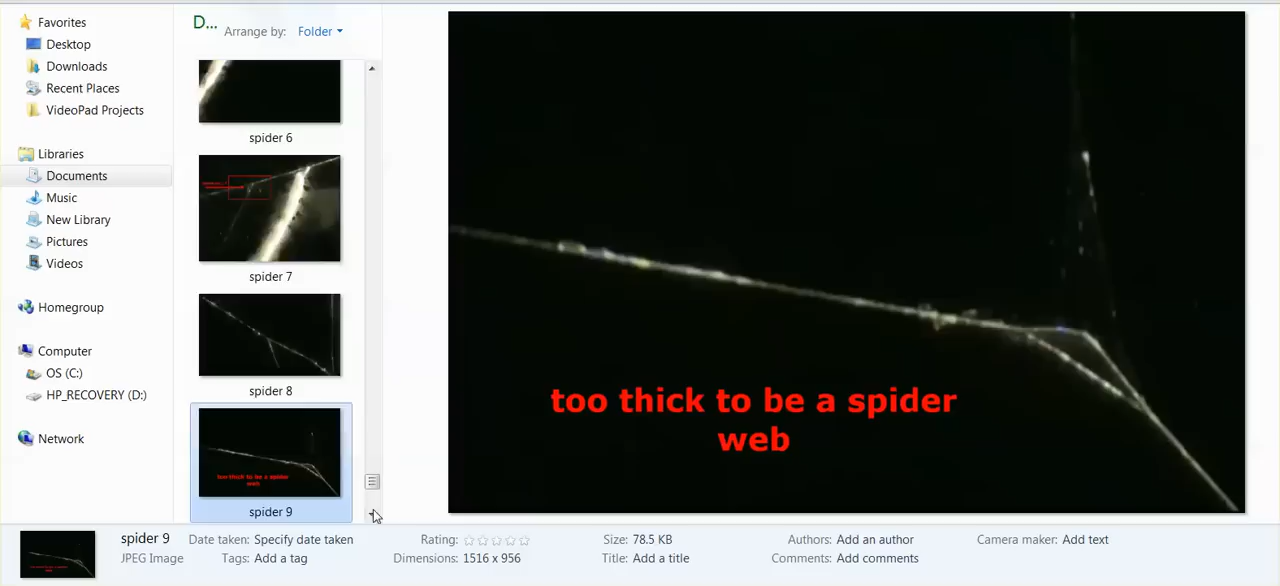 Favorites
Desktop
Downloads
Recent Places
VideoPad Projects
Libraries
Documents
Music
New Library
Pictures
Videos
Homegroup
Computer
OS (C:)
HP_RECOVERY (D:)
Network
D...
Arrange by: Folder
spider 6
spider 7
spider 8
too thick to be a spider
web
spider 9
too thick to be a spider
web
spider 9
JPEG Image
Date taken: Specify date taken
Tags: Add a tag
Rating:
Dimensions: 1516 x 956
Size: 78.5 KB
Title: Add a title
Authors: Add an author
Comments: Add comments
Camera maker: Add text